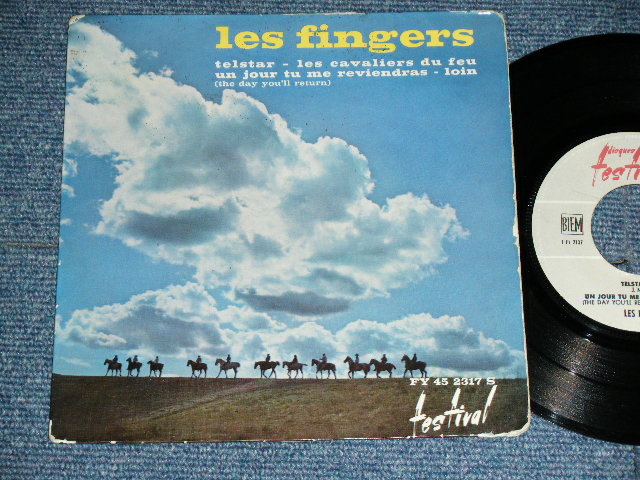 les fingers
telstar - les cavaliers du feu
un jour tu me reviendras - loin
(the day you'll return)
FY 45 2317 S
festival
disques
festival
BIEM
TELSTA
UN JOUR TU ME
(THE DAY YOU'LL RE
LES